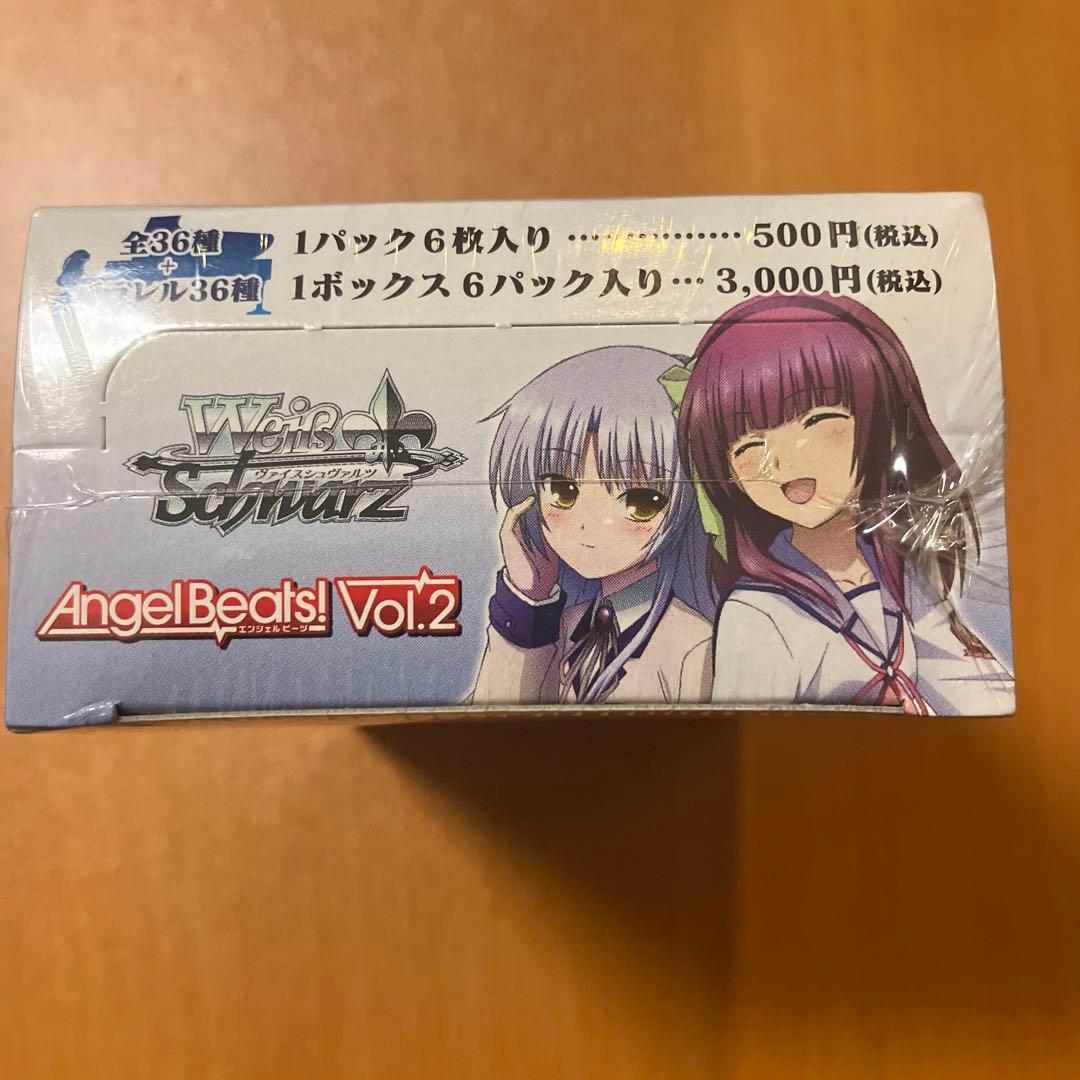 全36種
+
パラレル36種
1パック6枚入り ･･････････････ 500円(税込)
1ボックス6パック入り ･･･ 3,000円(税込)
Weiß
ヴァイスシュヴァルツ
Schwarz
Angel Beats! Vol.2
エンジェルビーツ